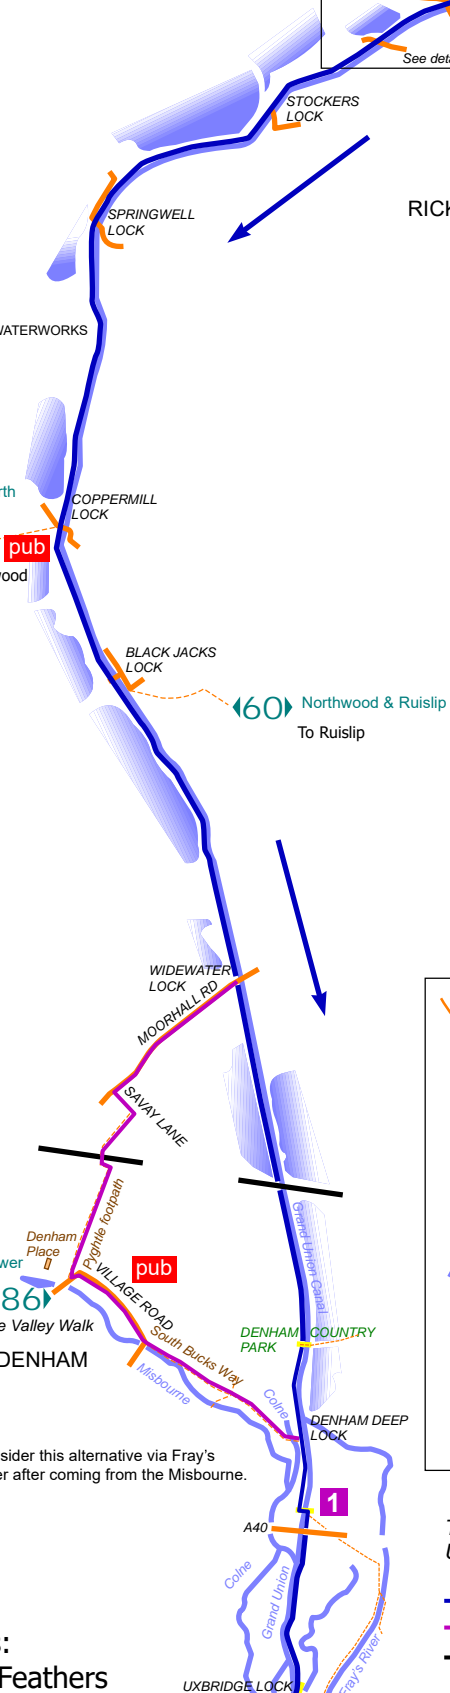 See deta
STOCKERS
LOCK
RICK
SPRINGWELL
LOCK
WATERWORKS
rth
COPPERMILL
LOCK
pub
wood
BLACK JACKS
LOCK
60 Northwood & Ruislip
To Ruislip
WIDEWATER
LOCK
MOORHALL RD
SAVAY LANE
Pyghtle footpath
Grand Union Canal
Denham
Place
wer
pub
86
VILLAGE ROAD
e Valley Walk
DENHAM COUNTRY
PARK
South Bucks Way
DENHAM
Misbourne
Colne
DENHAM DEEP
LOCK
sider this alternative via Fray's
er after coming from the Misbourne.
1
A40
Colne
Grand Union
Fray's River
:
Feathers
UXBRIDGE LOCK